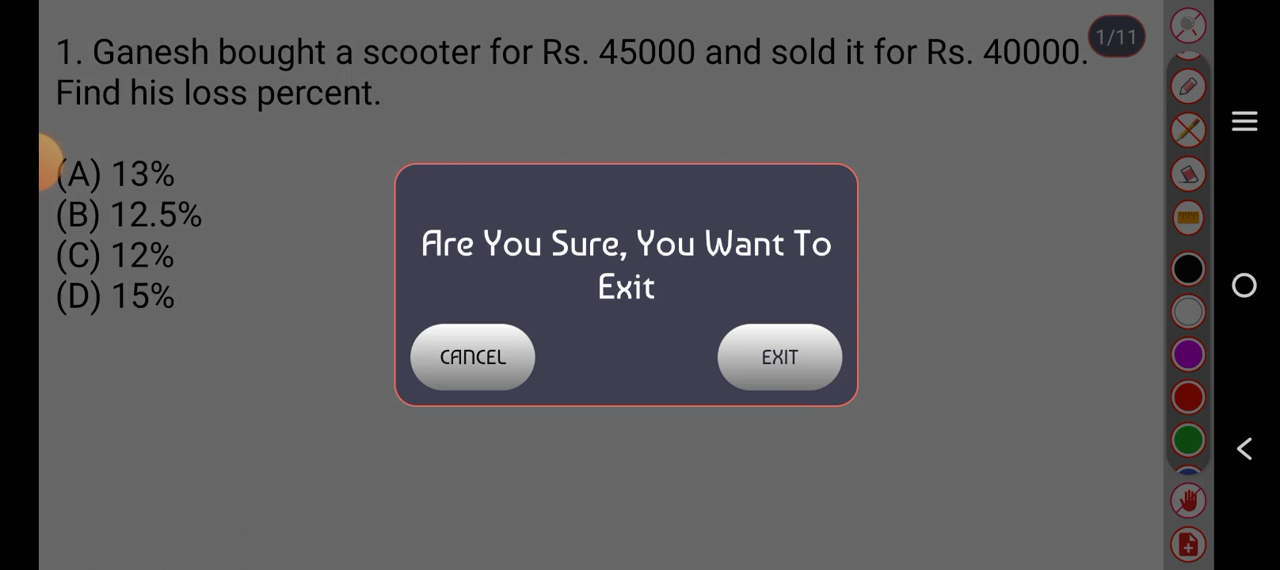 1. Ganesh bought a scooter for Rs. 45000 and sold it for Rs. 40000.
1/11
Find his loss percent.
(A) 13%
(B) 12.5%
(C) 12%
(D) 15%
Are You Sure, You Want To
Exit
CANCEL
EXIT